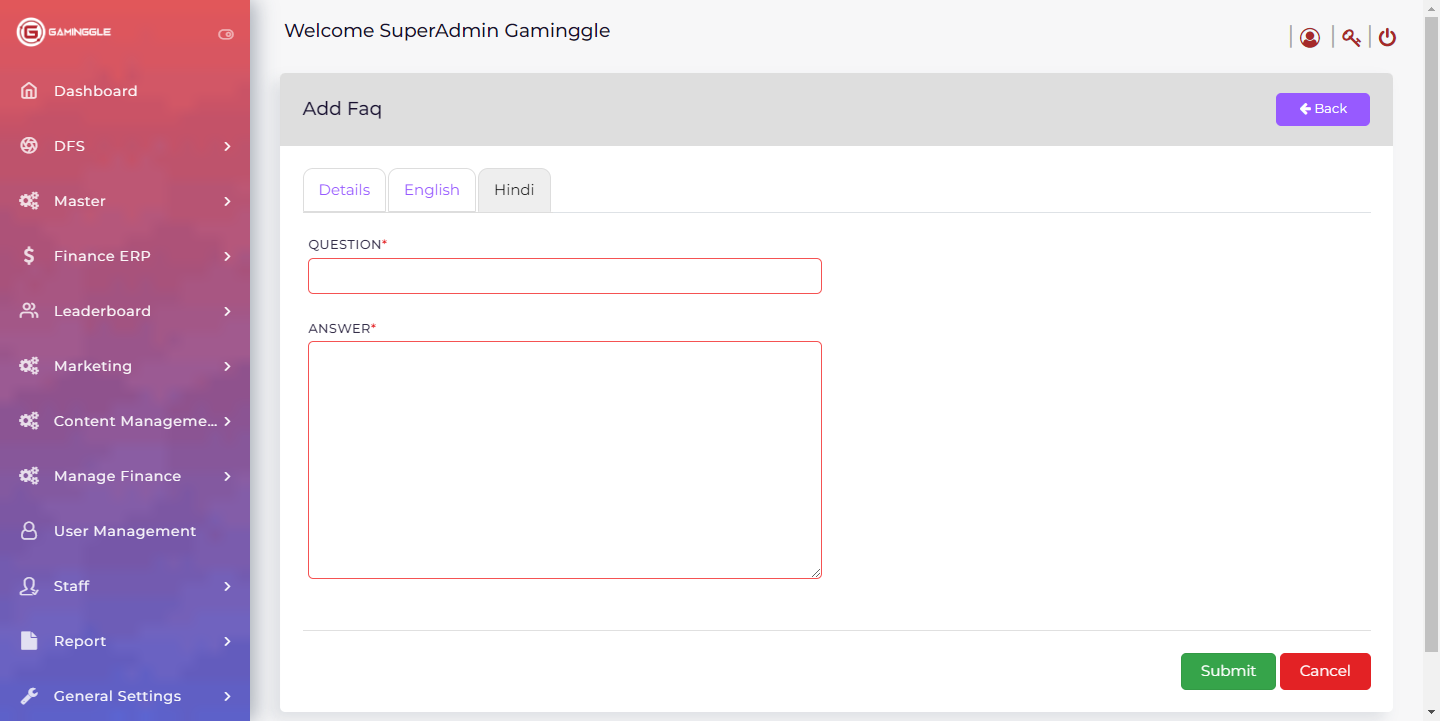 GAMINGGLE
Welcome SuperAdmin Gaminggle
Dashboard
DFS
Master
Finance ERP
Leaderboard
Marketing
Content Manageme...
Manage Finance
User Management
Staff
Report
General Settings
Add Faq
Back
Details English Hindi
QUESTION*
ANSWER*
Submit Cancel